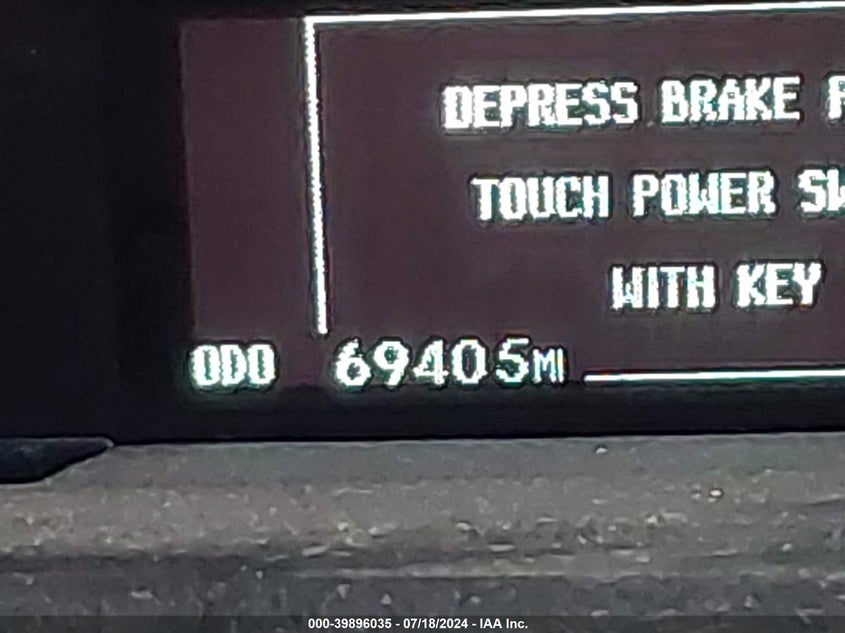 DEPRESS BRAKE
TOUCH POWER
WITH KEY
ODO 69405MI
000-39896035 - 07/18/2024 - IAA Inc.